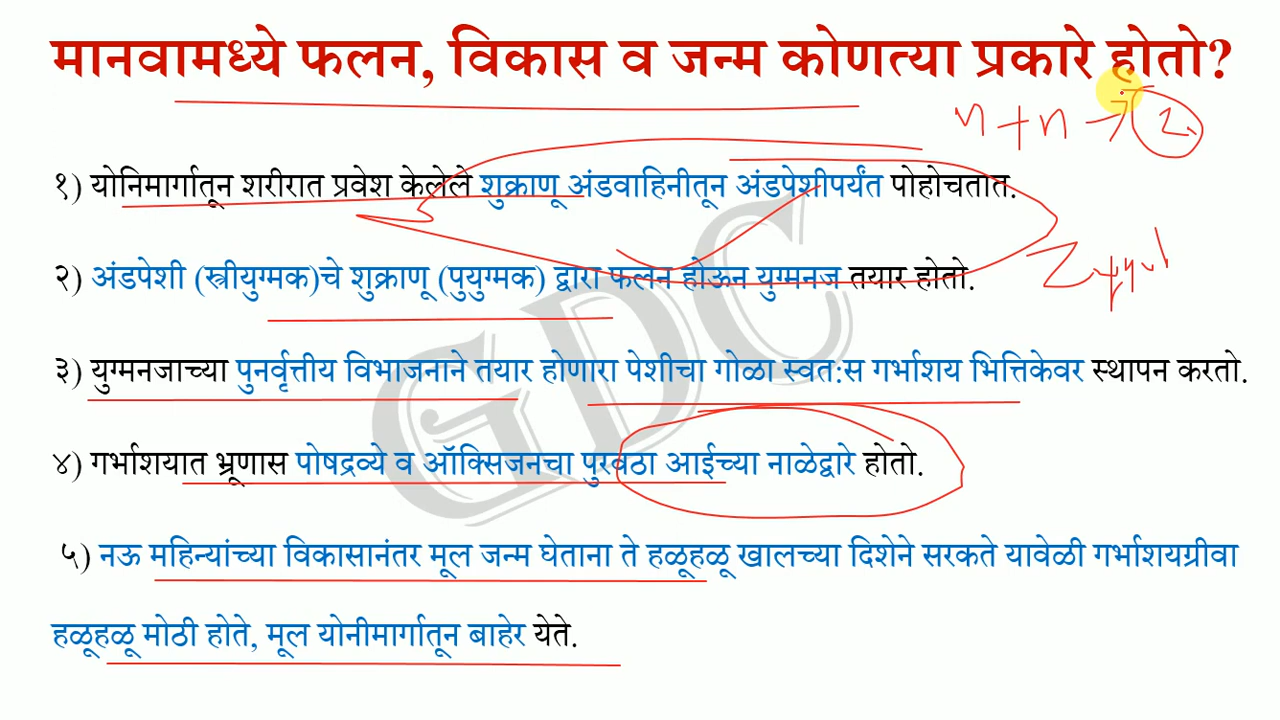 मानवामध्ये फलन, विकास व जन्म कोणत्या प्रकारे होतो?
n + n → 2n
१) योनिमार्गातून शरीरात प्रवेश केलेले शुक्राणू अंडवाहिनीतून अंडपेशीपर्यंत पोहोचतात.
२) अंडपेशी (स्त्रीयुग्मक)चे शुक्राणू (पुयुग्मक) द्वारा फलन होऊन युग्मनज तयार होतो.
३) युग्मनजाच्या पुनर्वृत्तीय विभाजनाने तयार होणारा पेशीचा गोळा स्वत:स गर्भाशय भित्तिकेवर स्थापन करतो.
४) गर्भाशयात भ्रूणास पोषद्रव्ये व ऑक्सिजनचा पुरवठा आईच्या नाळेद्वारे होतो.
५) नऊ महिन्यांच्या विकासानंतर मूल जन्म घेताना ते हळूहळू खालच्या दिशेने सरकते यावेळी गर्भाशयग्रीवा
हळूहळू मोठी होते, मूल योनीमार्गातून बाहेर येते.
GDC